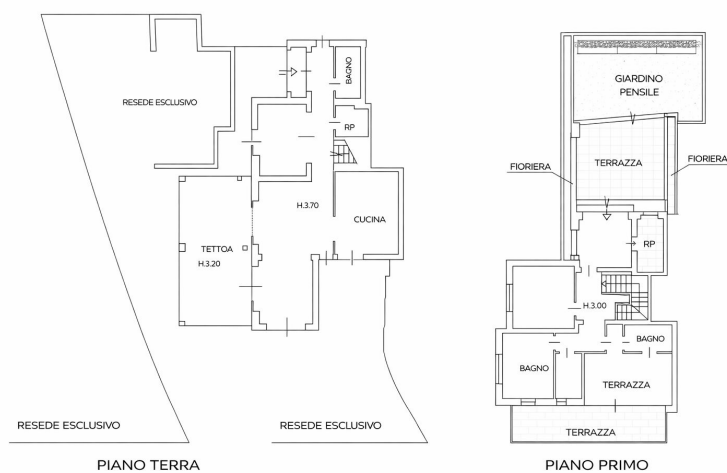 RESEDE ESCLUSIVO
BAGNO
RP
H.3.70
CUCINA
TETTOA
H.3.20
RESEDE ESCLUSIVO
RESEDE ESCLUSIVO
PIANO TERRA
GIARDINO
PENSILE
FIORIERA
TERRAZZA
FIORIERA
RP
H.3.00
BAGNO
BAGNO
TERRAZZA
TERRAZZA
PIANO PRIMO